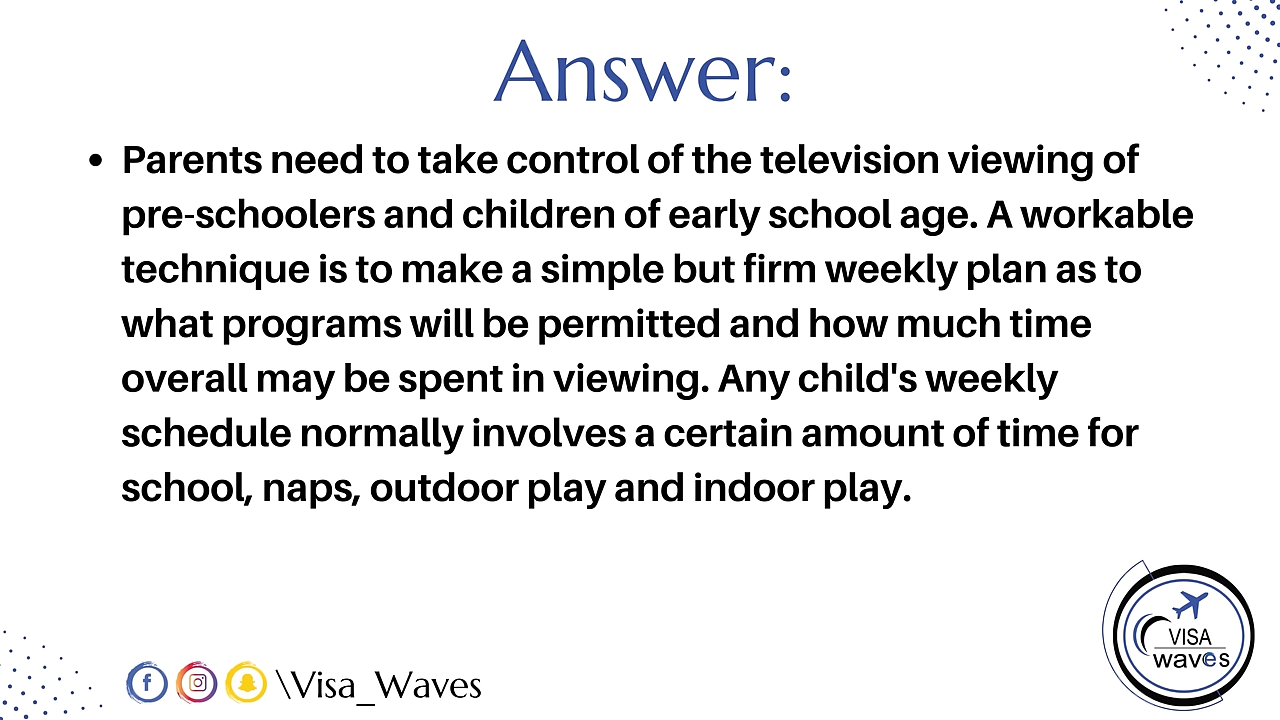 Answer:
• Parents need to take control of the television viewing of
pre-schoolers and children of early school age. A workable
technique is to make a simple but firm weekly plan as to
what programs will be permitted and how much time
overall may be spent in viewing. Any child's weekly
schedule normally involves a certain amount of time for
school, naps, outdoor play and indoor play.
\Visa_Waves
VISA
waves